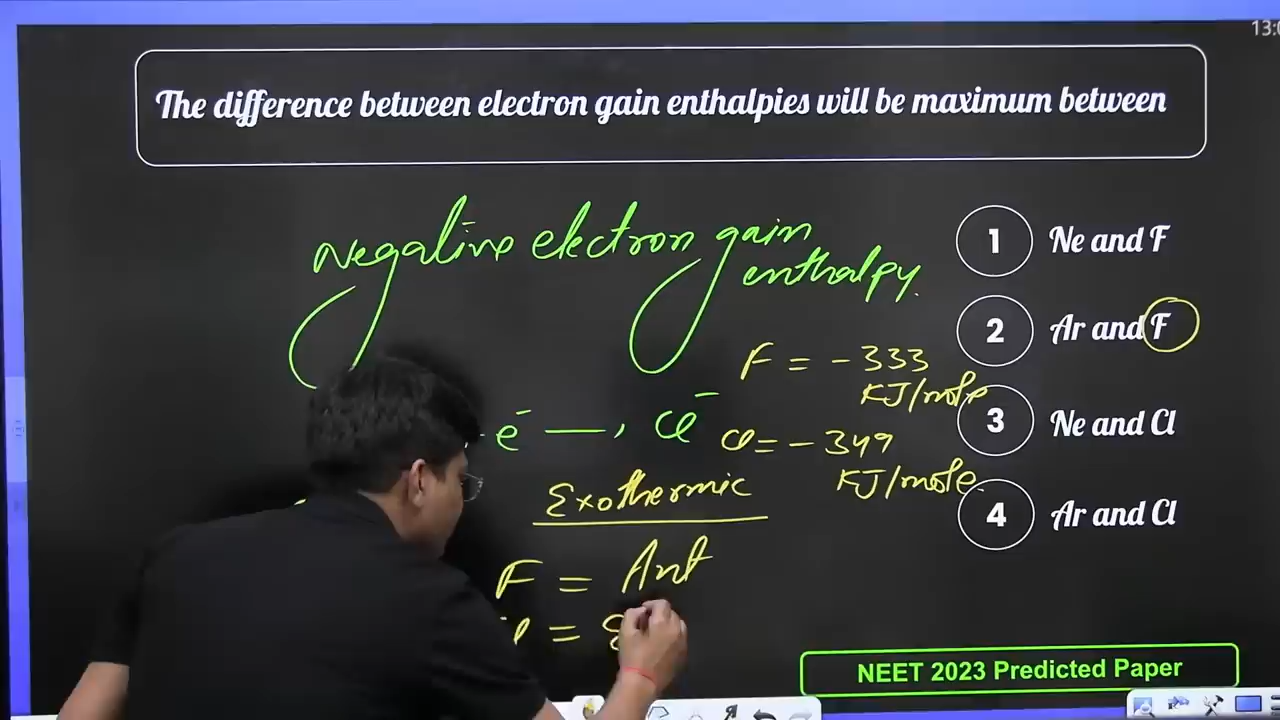 13:0
The difference between electron gain enthalpies will be maximum between
negative electron gain
enthalpy.
1 Ne and F
2 Ar and F
F = -333
KJ/mole
3 Ne and Cl
e⁻ → Cl⁻
Cl = -349
KJ/mole
Exothermic
4 Ar and Cl
F =
=
NEET 2023 Predicted Paper